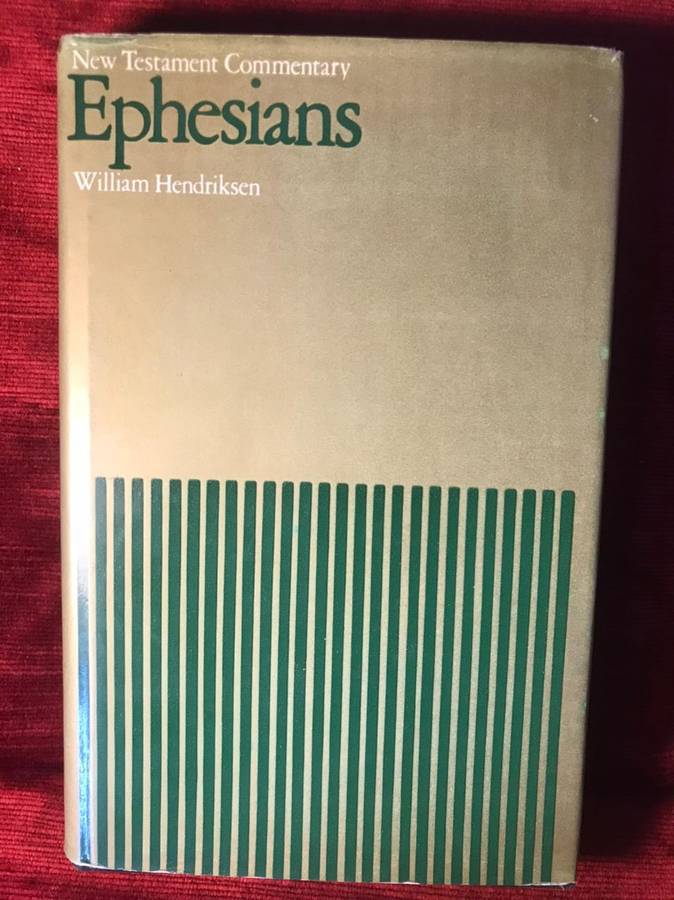 New Testament Commentary
Ephesians
William Hendriksen